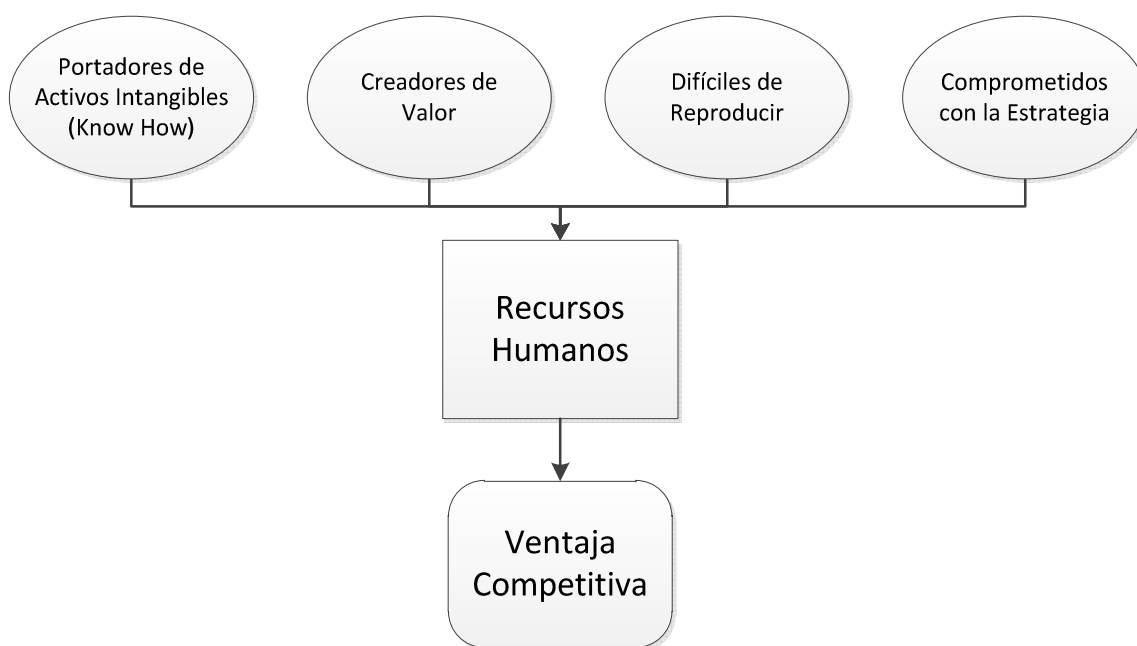 Portadores de
Activos Intangibles
(Know How)
Creadores de
Valor
Difíciles de
Reproducir
Comprometidos
con la Estrategia
Recursos
Humanos
Ventaja
Competitiva